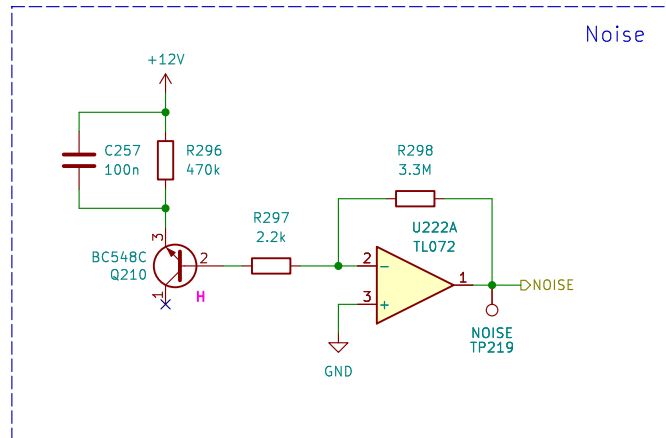 Noise
+12V
C257
100n
R296
470k
R298
3.3M
R297
2.2k
U222A
TL072
BC548C
Q210
3
2
1
H
2
−
3
+
1
NOISE
NOISE
TP219
GND